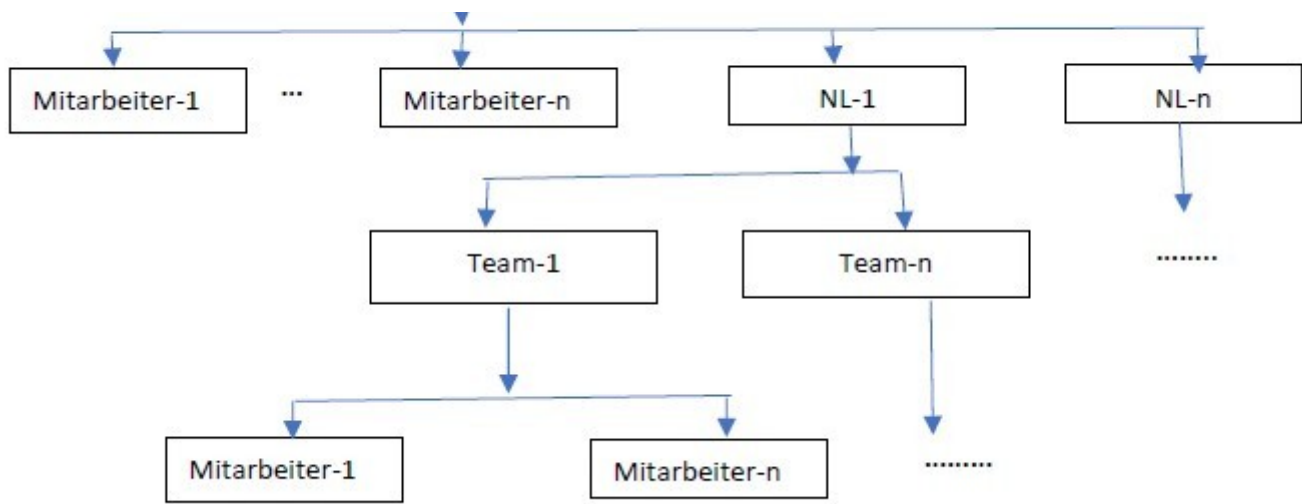 Mitarbeiter-1
...
Mitarbeiter-n
NL-1
NL-n
Team-1
Team-n
........
Mitarbeiter-1
Mitarbeiter-n
.........